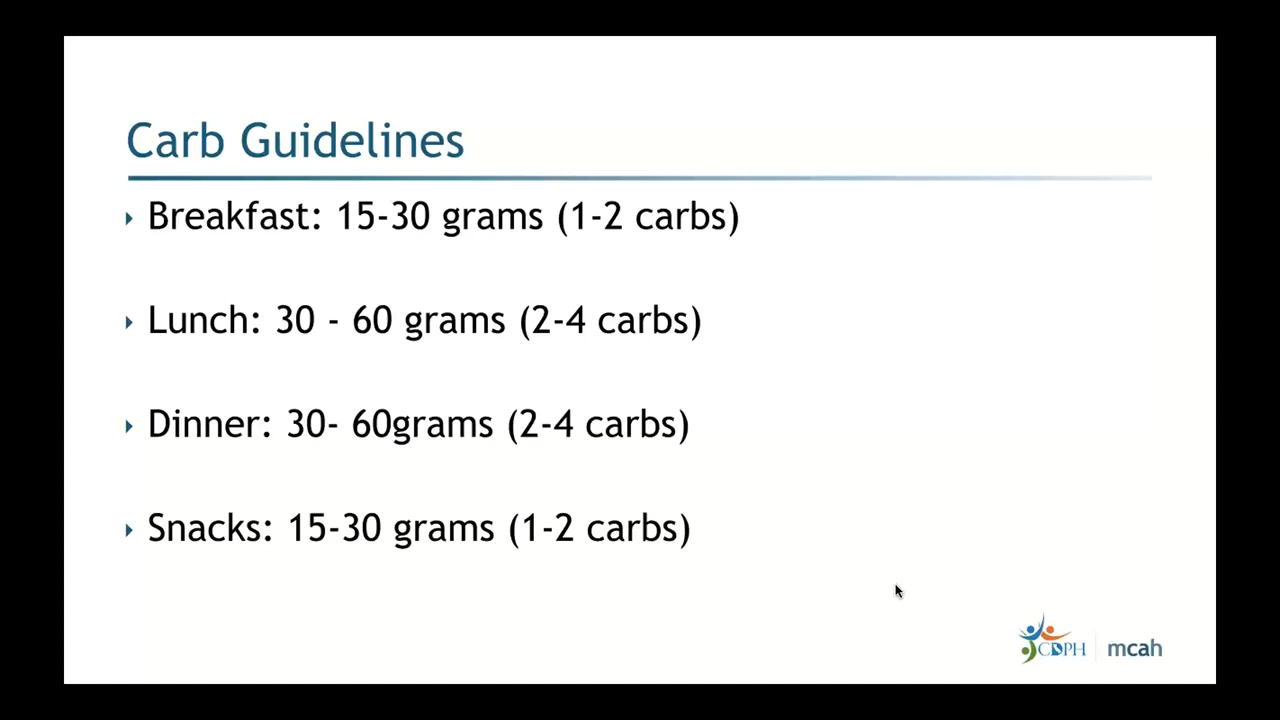 Carb Guidelines
Breakfast: 15-30 grams (1-2 carbs)
Lunch: 30 - 60 grams (2-4 carbs)
Dinner: 30- 60grams (2-4 carbs)
Snacks: 15-30 grams (1-2 carbs)
CDPH mcah